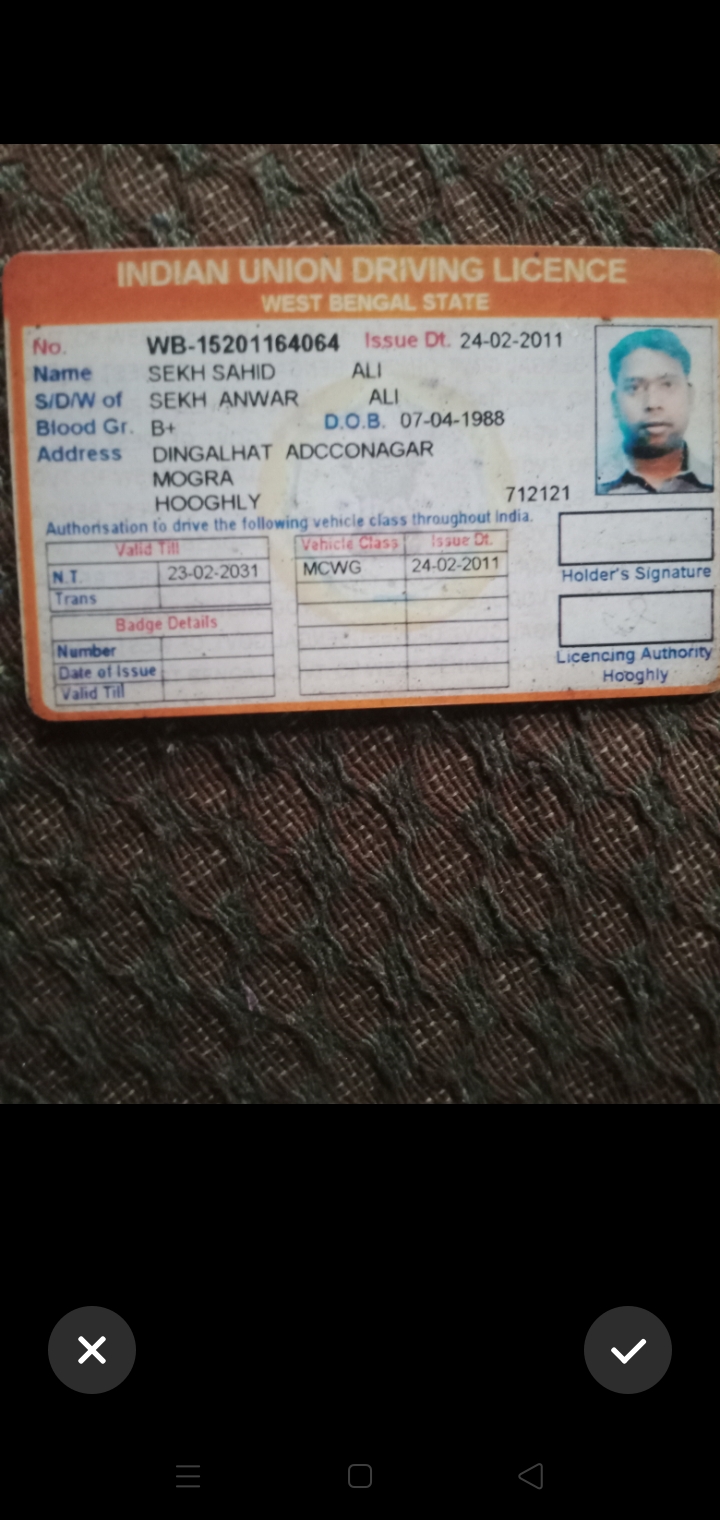 INDIAN UNION DRIVING LICENCE
WEST BENGAL STATE
No. WB-15201164064 Issue Dt. 24-02-2011
Name SEKH SAHID ALI
S/D/W of SEKH ANWAR ALI
Blood Gr. B+ D.O.B. 07-04-1988
Address DINGALHAT ADCCONAGAR
MOGRA
HOOGHLY 712121
Authorisation to drive the following vehicle class throughout India.
Valid Till
N.T. 23-02-2031
Trans
Badge Details
Number
Date of Issue
Valid Till
Vehicle Class Issue Dt.
MCWG 24-02-2011
Holder's Signature
Licencing Authority
Hooghly